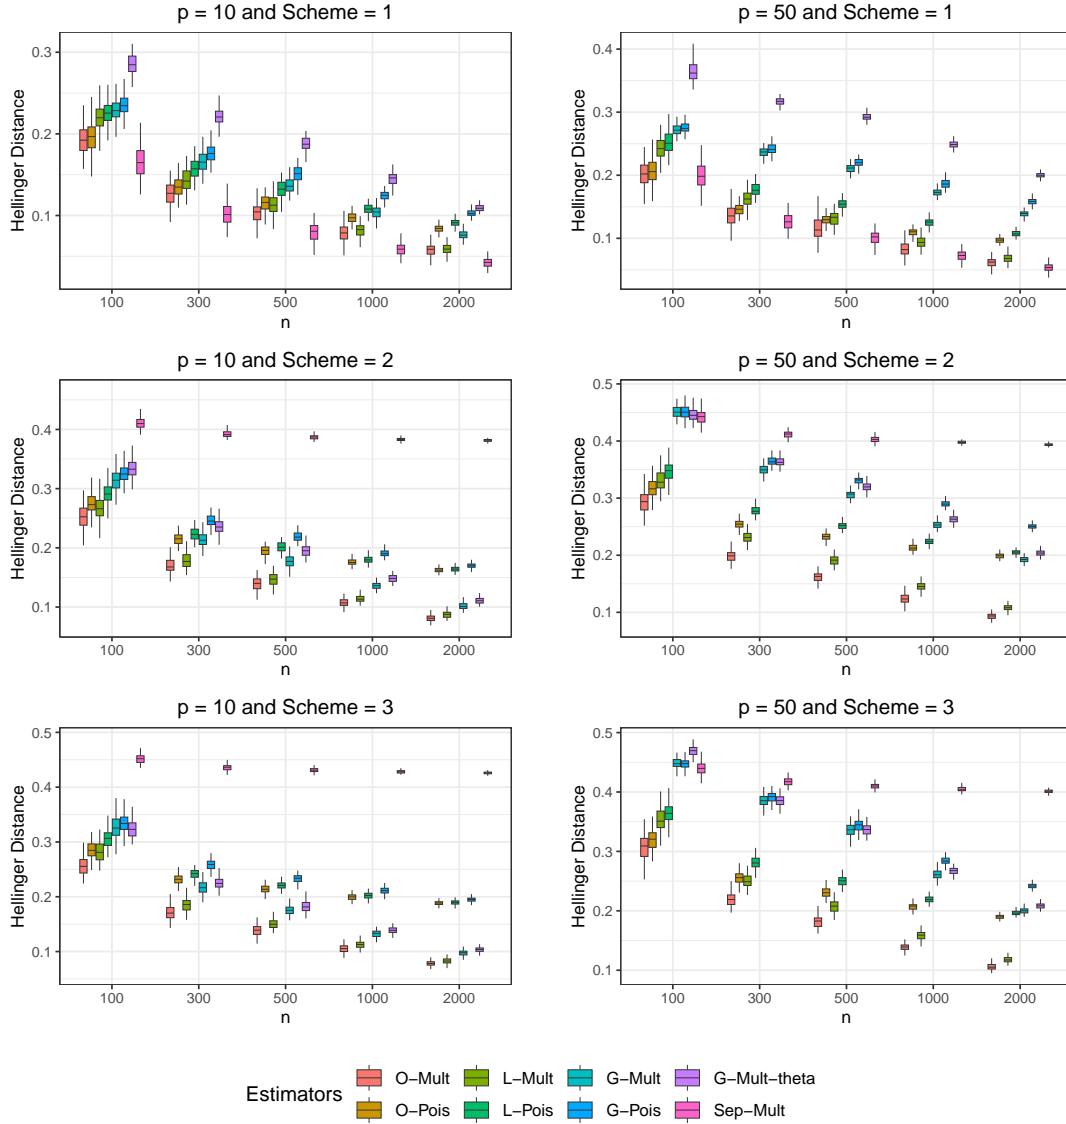 p = 10 and Scheme = 1
Hellinger Distance
0.3
0.2
0.1
100 300 500 1000 2000
n
p = 50 and Scheme = 1
Hellinger Distance
0.4
0.3
0.2
0.1
100 300 500 1000 2000
n
p = 10 and Scheme = 2
Hellinger Distance
0.4
0.3
0.2
0.1
100 300 500 1000 2000
n
p = 50 and Scheme = 2
Hellinger Distance
0.5
0.4
0.3
0.2
0.1
100 300 500 1000 2000
n
p = 10 and Scheme = 3
Hellinger Distance
0.5
0.4
0.3
0.2
0.1
100 300 500 1000 2000
n
p = 50 and Scheme = 3
Hellinger Distance
0.5
0.4
0.3
0.2
0.1
100 300 500 1000 2000
n
Estimators
O−Mult L−Mult G−Mult G−Mult−theta
O−Pois L−Pois G−Pois Sep−Mult